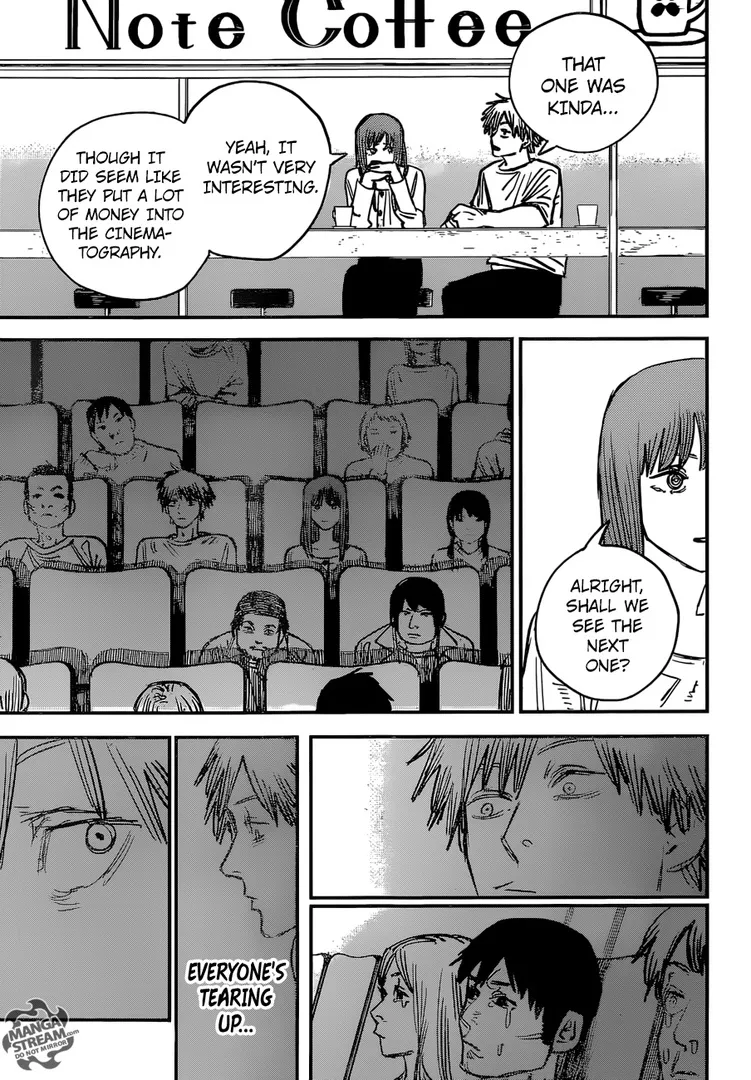 Note Coffee
THAT
ONE WAS
KINDA...
YEAH, IT
WASN'T VERY
INTERESTING.
THOUGH IT
DID SEEM LIKE
THEY PUT A LOT
OF MONEY INTO
THE CINEMA-
TOGRAPHY.
ALRIGHT,
SHALL WE
SEE THE
NEXT
ONE?
EVERYONE'S
TEARING
UP...
MANGA
STREAM.com
DO NOT MIRROR!